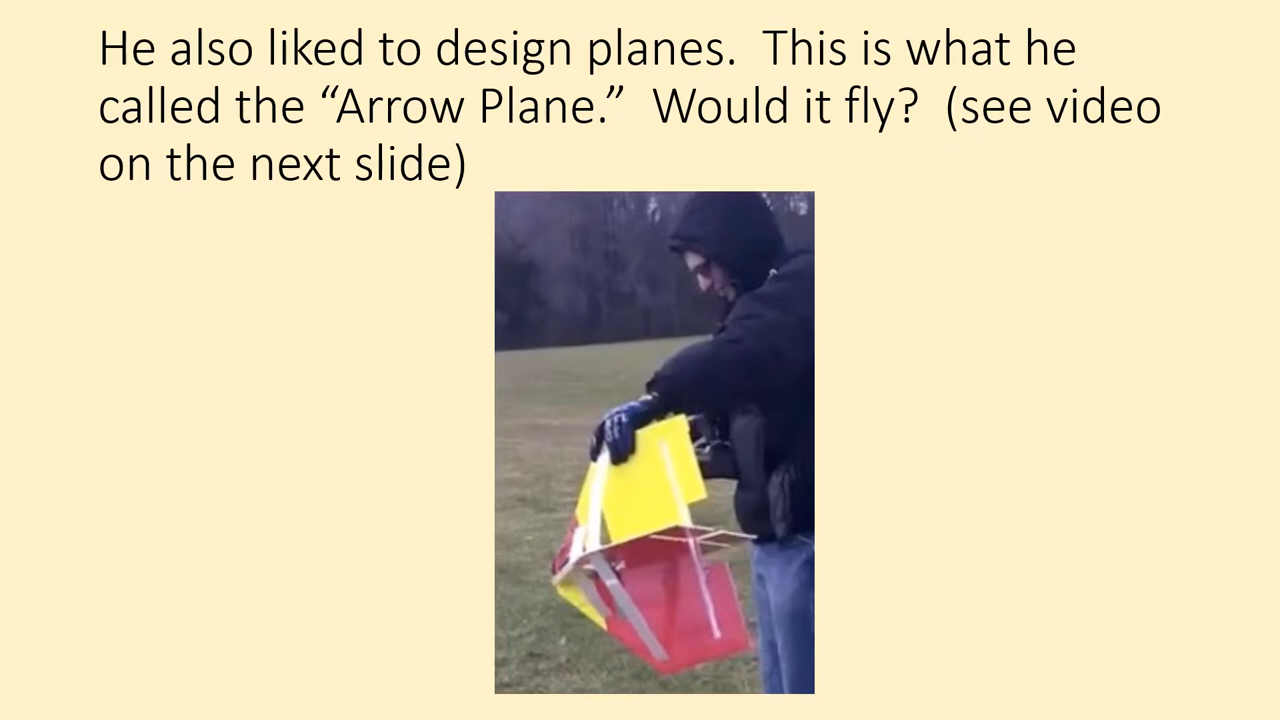 He also liked to design planes.  This is what he
called the “Arrow Plane.”  Would it fly?  (see video
on the next slide)